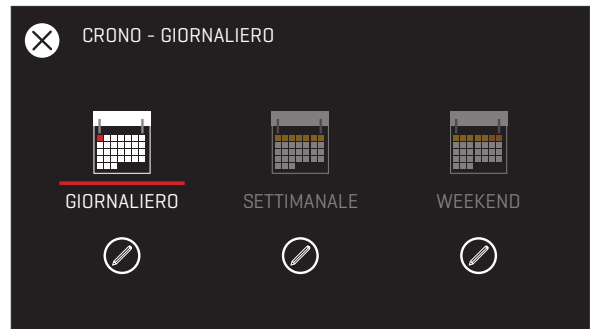 CRONO - GIORNALIERO
GIORNALIERO
SETTIMANALE
WEEKEND